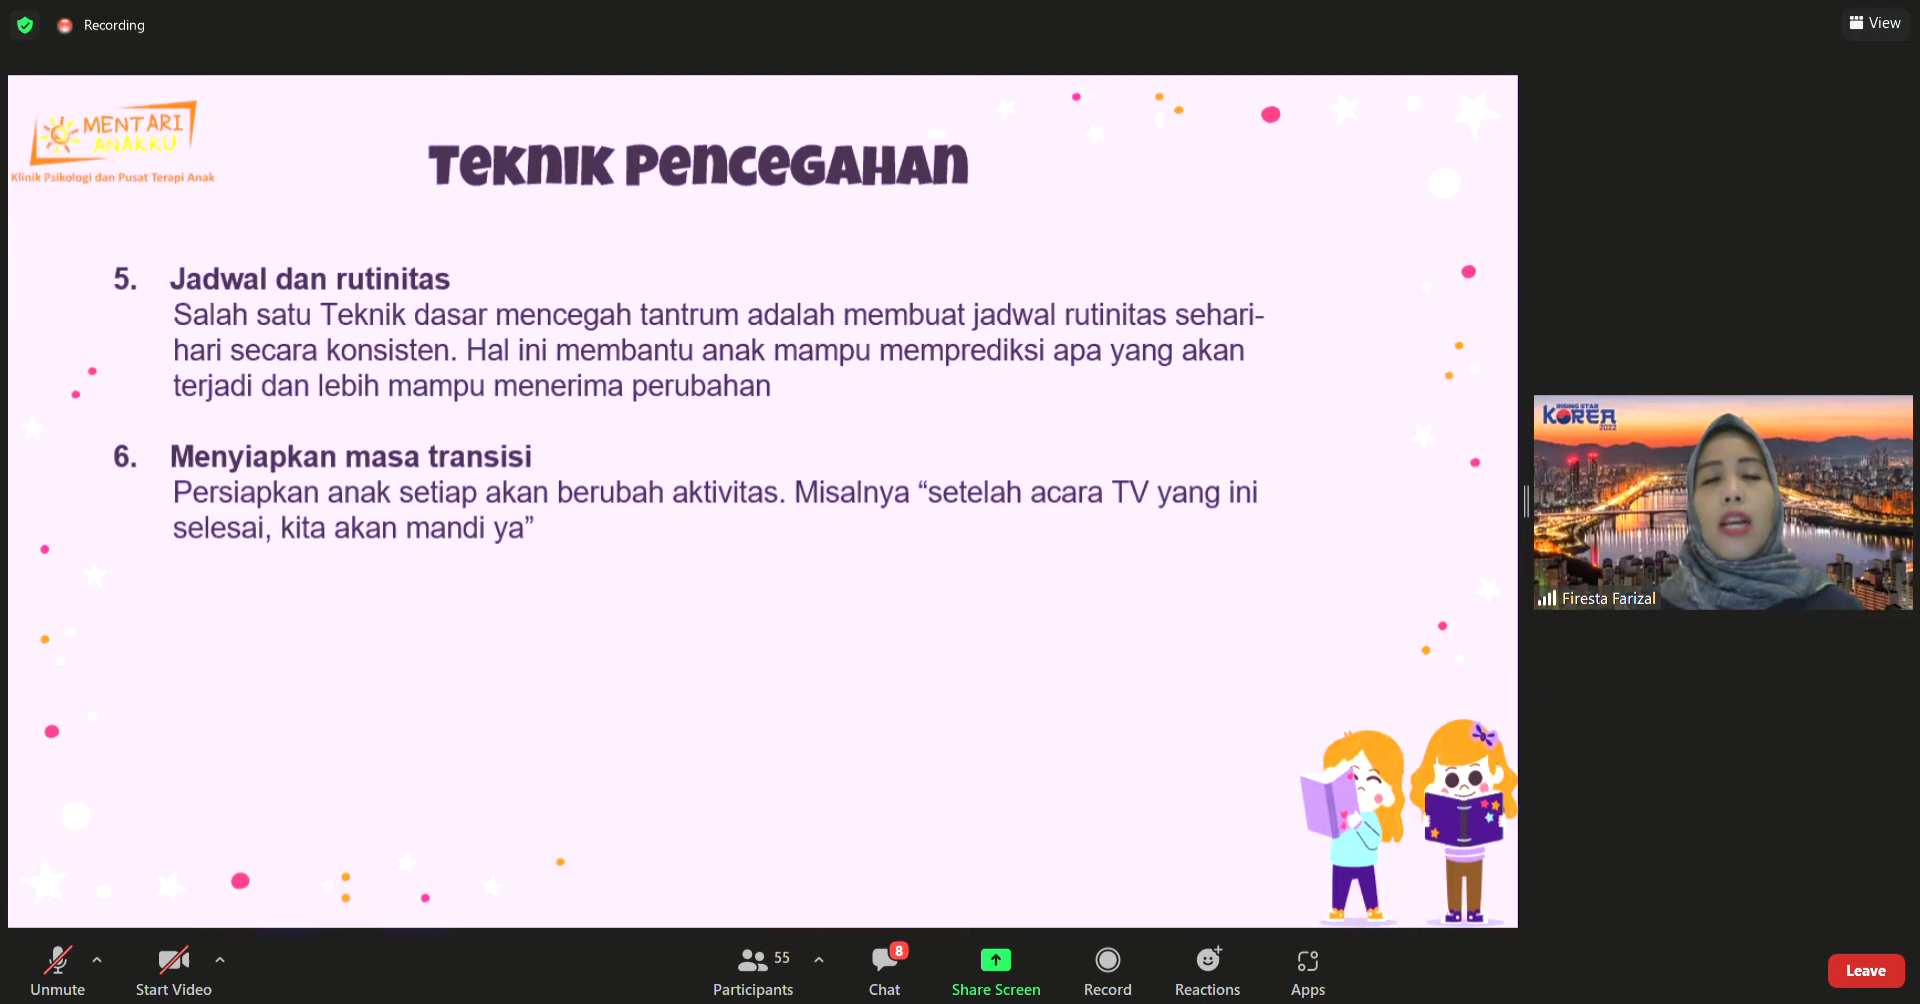 Recording
View
MENTARI
ANAKKU
Klinik Psikologi dan Pusat Terapi Anak
Teknik Pencegahan
5. Jadwal dan rutinitas
Salah satu Teknik dasar mencegah tantrum adalah membuat jadwal rutinitas sehari-
hari secara konsisten. Hal ini membantu anak mampu memprediksi apa yang akan
terjadi dan lebih mampu menerima perubahan
6. Menyiapkan masa transisi
Persiapkan anak setiap akan berubah aktivitas. Misalnya “setelah acara TV yang ini
selesai, kita akan mandi ya”
RISING STAR
KOREA
2022
Firesta Farizal
Unmute
Start Video
55
Participants
8
Chat
Share Screen
Record
Reactions
Apps
Leave